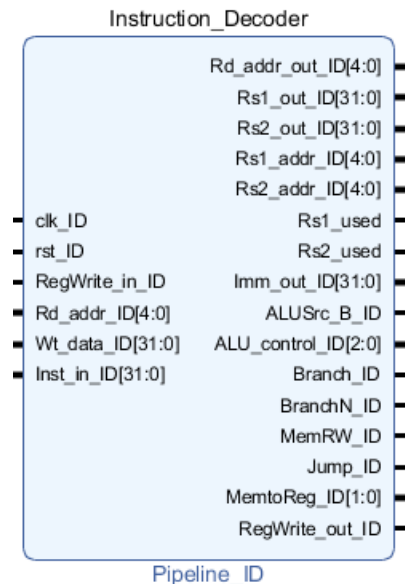 Instruction_Decoder
Rd_addr_out_ID[4:0]
Rs1_out_ID[31:0]
Rs2_out_ID[31:0]
Rs1_addr_ID[4:0]
Rs2_addr_ID[4:0]
clk_ID Rs1_used
rst_ID Rs2_used
RegWrite_in_ID Imm_out_ID[31:0]
Rd_addr_ID[4:0] ALUSrc_B_ID
Wt_data_ID[31:0] ALU_control_ID[2:0]
Inst_in_ID[31:0] Branch_ID
BranchN_ID
MemRW_ID
Jump_ID
MemtoReg_ID[1:0]
RegWrite_out_ID
Pipeline_ID